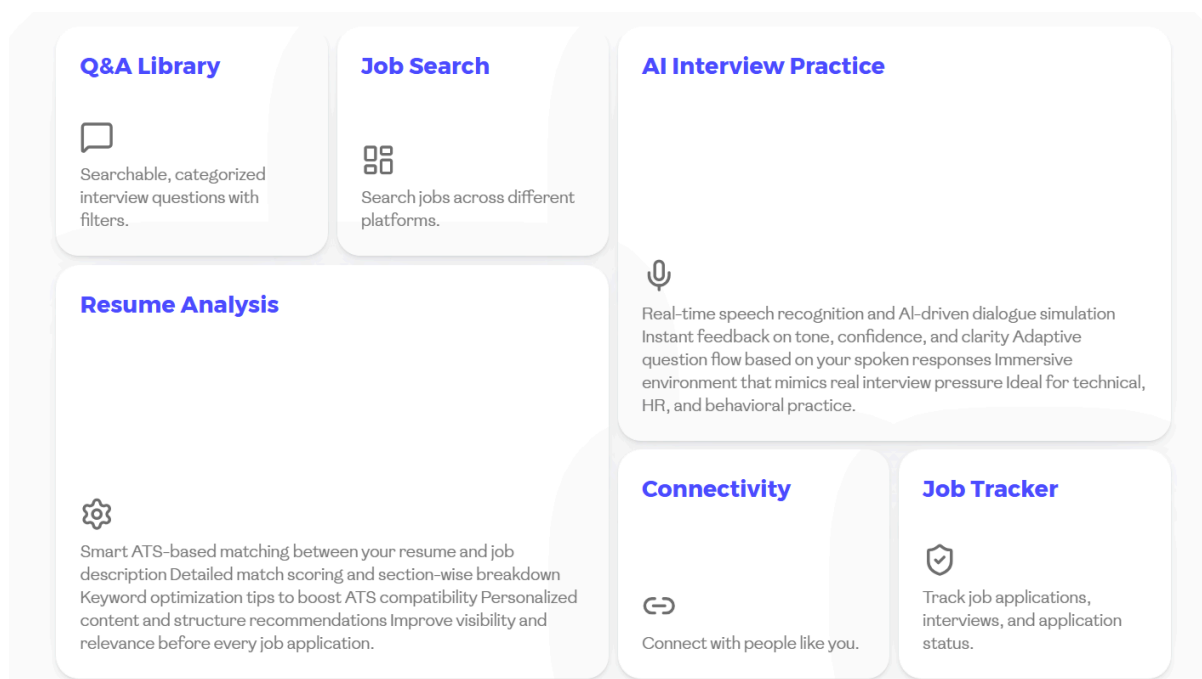 Q&A Library
Searchable, categorized
interview questions with
filters.
Job Search
Search jobs across different
platforms.
AI Interview Practice
Real-time speech recognition and AI-driven dialogue simulation
Instant feedback on tone, confidence, and clarity Adaptive
question flow based on your spoken responses Immersive
environment that mimics real interview pressure Ideal for technical,
HR, and behavioral practice.
Resume Analysis
Smart ATS-based matching between your resume and job
description Detailed match scoring and section-wise breakdown
Keyword optimization tips to boost ATS compatibility Personalized
content and structure recommendations Improve visibility and
relevance before every job application.
Connectivity
Connect with people like you.
Job Tracker
Track job applications,
interviews, and application
status.